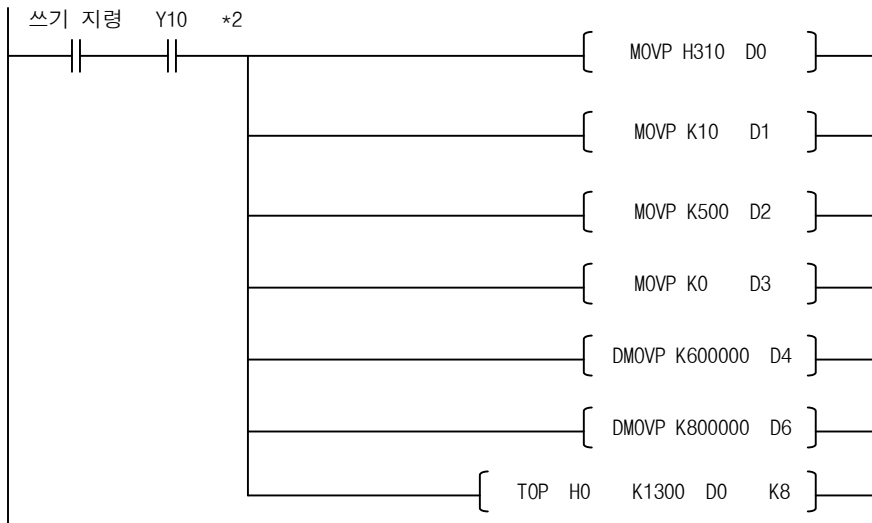 쓰기 지령 Y10 *2
MOVP H310 D0
MOVP K10 D1
MOVP K500 D2
MOVP K0 D3
DMOVP K600000 D4
DMOVP K800000 D6
TOP H0 K1300 D0 K8